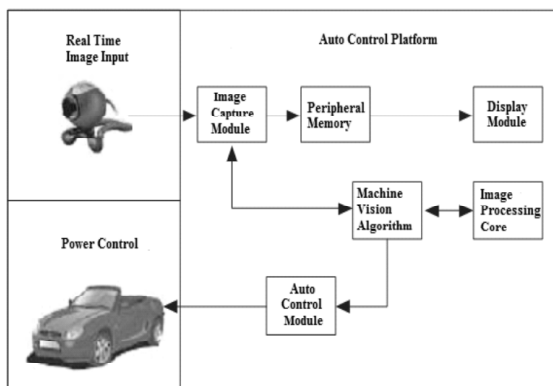 Real Time
Image Input
Auto Control Platform
Image
Capture
Module
Peripheral
Memory
Display
Module
Machine
Vision
Algorithm
Image
Processing
Core
Power Control
Auto
Control
Module